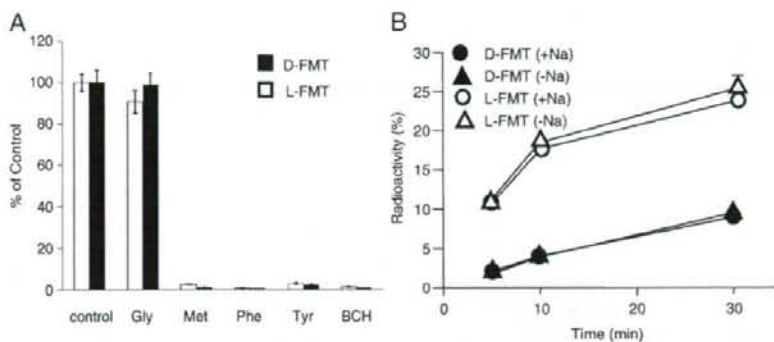 A
120
100
80
60
40
20
0
% of Control
D-FMT
L-FMT
control Gly Met Phe Tyr BCH
B
30
25
20
15
10
5
0
Radioactivity (%)
D-FMT (+Na)
D-FMT (-Na)
L-FMT (+Na)
L-FMT (-Na)
0 10 20 30
Time (min)